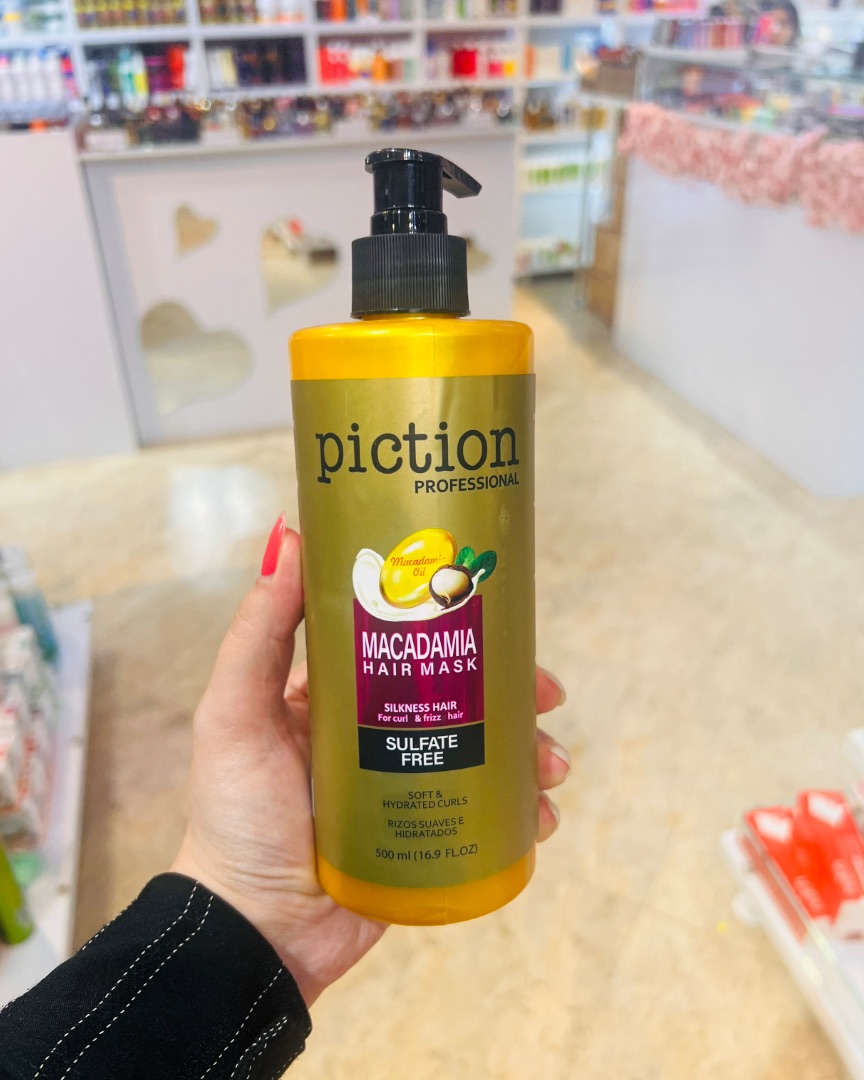 piction
PROFESSIONAL
Macadamia
Oil
MACADAMIA
HAIR MASK
SILKNESS HAIR
For curl & frizz hair
SULFATE
FREE
SOFT &
HYDRATED CURLS
RIZOS SUAVES E
HIDRATADOS
500 ml (16.9 FL.OZ)